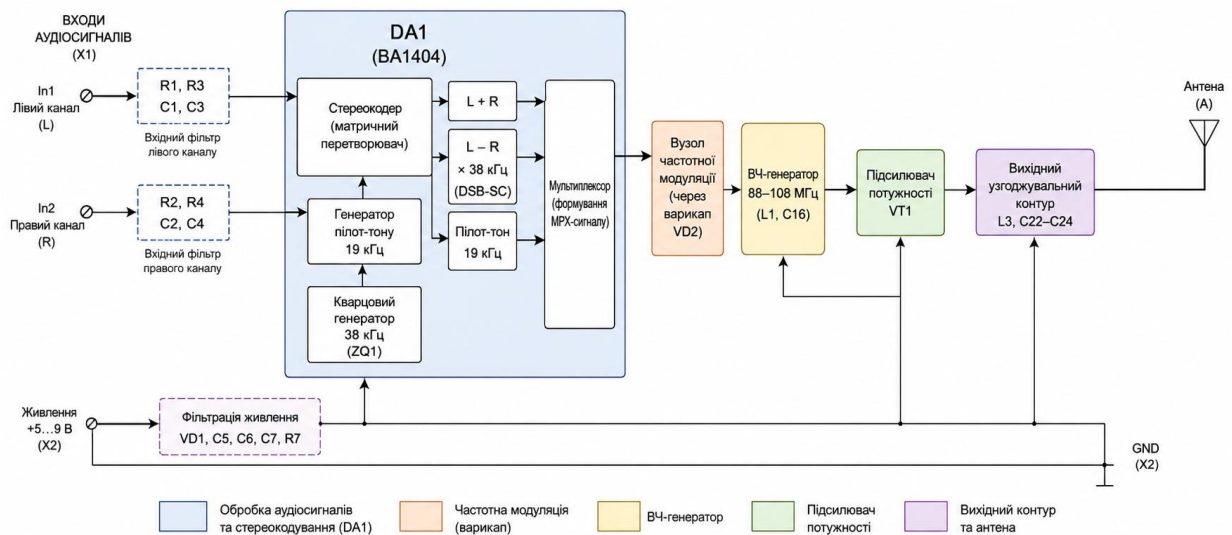 ВХОДИ
АУДІОСИГНАЛІВ
(X1)
In1
Лівий канал
(L)
R1, R3
C1, C3
Вхідний фільтр
лівого каналу
In2
Правий канал
(R)
R2, R4
C2, C4
Вхідний фільтр
правого каналу
DA1
(BA1404)
Стереокодер
(матричний
перетворювач)
Генератор
пілот-тону
19 кГц
Кварцовий
генератор
38 кГц
(ZQ1)
L + R
L – R
× 38 кГц
(DSB-SC)
Пілот-тон
19 кГц
Мультиплексор
(формування
MPX-сигналу)
Вузол
частотної
модуляції
(через
варикап
VD2)
ВЧ-генератор
88–108 МГц
(L1, C16)
Підсилювач
потужності
VT1
Вихідний
узгоджувальний
контур
L3, C22–C24
Антена
(A)
Живлення
+5...9 В
(X2)
Фільтрація живлення
VD1, C5, C6, C7, R7
GND
(X2)
Обробка аудіосигналів
та стереокодування (DA1)
Частотна модуляція
(варикап)
ВЧ-генератор
Підсилювач
потужності
Вихідний контур
та антена